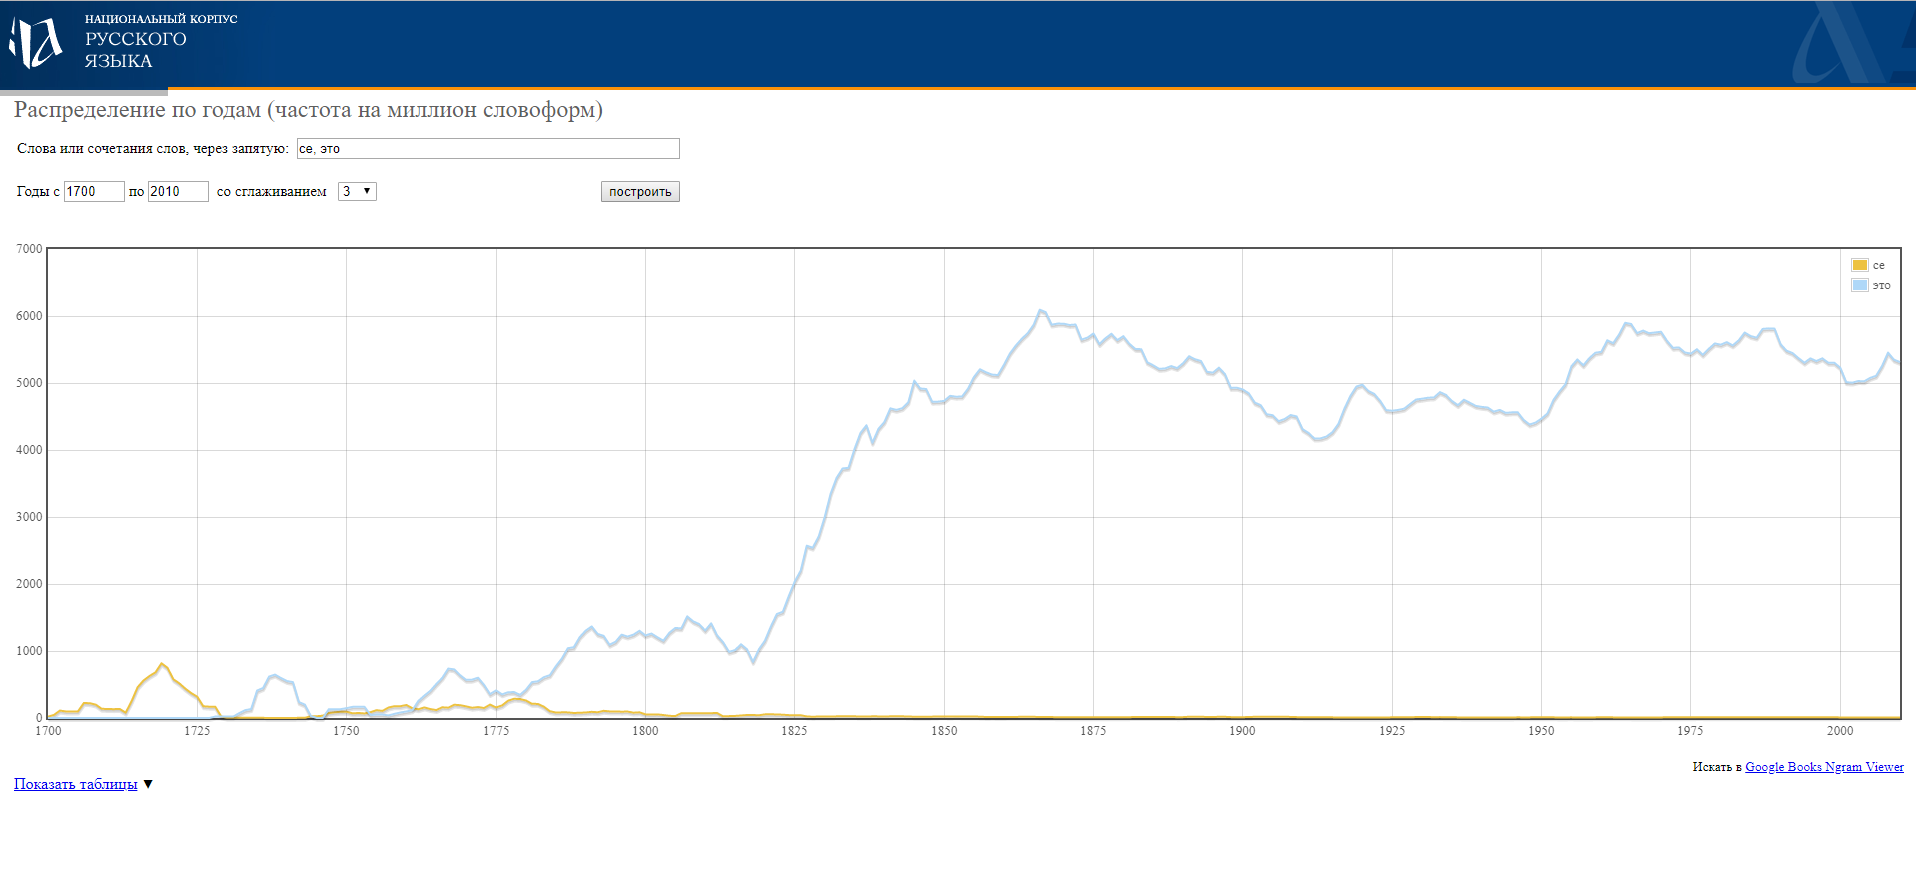 НАЦИОНАЛЬНЫЙ КОРПУС
РУССКОГО
ЯЗЫКА
Распределение по годам (частота на миллион словоформ)
Слова или сочетания слов, через запятую: се, это
Годы с 1700 по 2010 со сглаживанием 3 ▼ построить
7000
се
это
6000
5000
4000
3000
2000
1000
0
1700 1725 1750 1775 1800 1825 1850 1875 1900 1925 1950 1975 2000
Искать в Google Books Ngram Viewer
Показать таблицы ▼